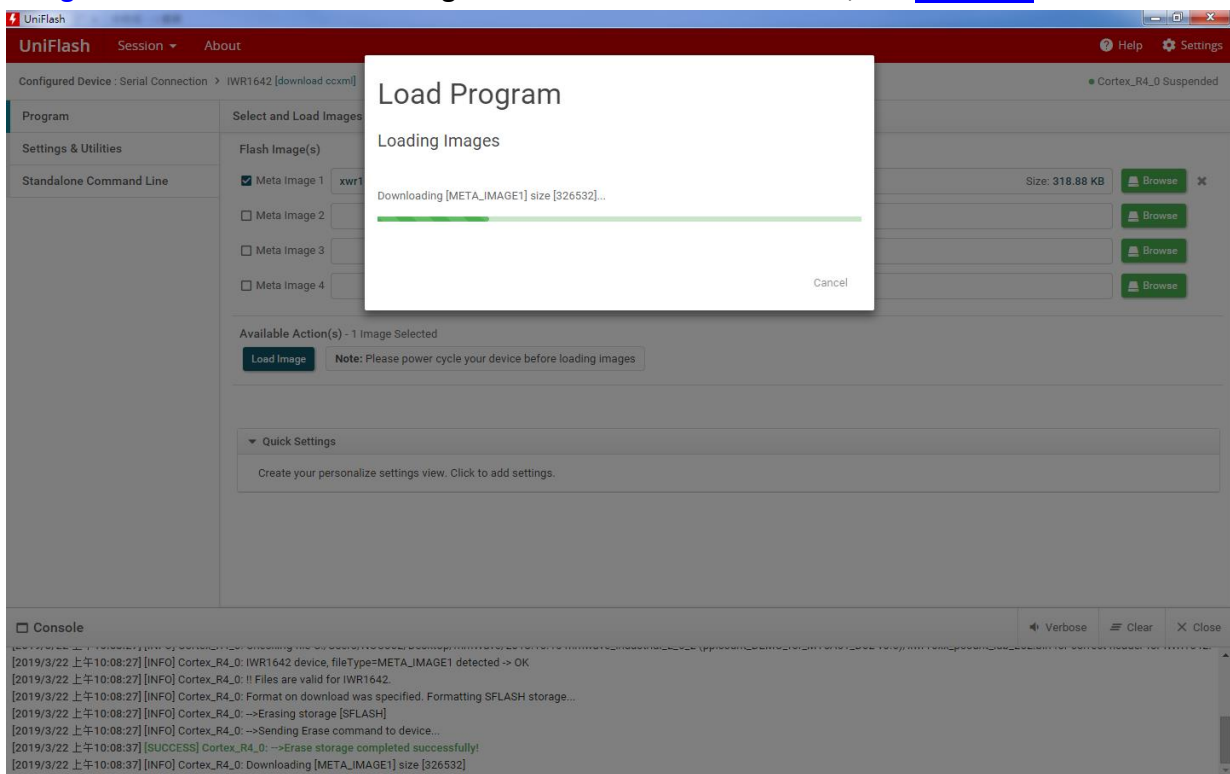 UniFlash
UniFlash Session About Help Settings
Configured Device : Serial Connection > IWR1642 [download ccxml] Cortex_R4_0 Suspended
Program
Settings & Utilities
Standalone Command Line
Select and Load Images
Flash Image(s)
Meta Image 1 xwr1 Size: 318.88 KB Browse
Meta Image 2 Browse
Meta Image 3 Browse
Meta Image 4 Browse
Load Program
Loading Images
Downloading [META_IMAGE1] size [326532]...
Cancel
Available Action(s) - 1 Image Selected
Load Image Note: Please power cycle your device before loading images
Quick Settings
Create your personalize settings view. Click to add settings.
Console Verbose Clear Close
[2019/3/22 上午10:08:27] [INFO] Cortex_R4_0: IWR1642 device, fileType=META_IMAGE1 detected -> OK
[2019/3/22 上午10:08:27] [INFO] Cortex_R4_0: !! Files are valid for IWR1642.
[2019/3/22 上午10:08:27] [INFO] Cortex_R4_0: Format on download was specified. Formatting SFLASH storage...
[2019/3/22 上午10:08:27] [INFO] Cortex_R4_0: -->Erasing storage [SFLASH]
[2019/3/22 上午10:08:27] [INFO] Cortex_R4_0: -->Sending Erase command to device...
[2019/3/22 上午10:08:37] [SUCCESS] Cortex_R4_0: -->Erase storage completed successfully!
[2019/3/22 上午10:08:37] [INFO] Cortex_R4_0: Downloading [META_IMAGE1] size [326532]